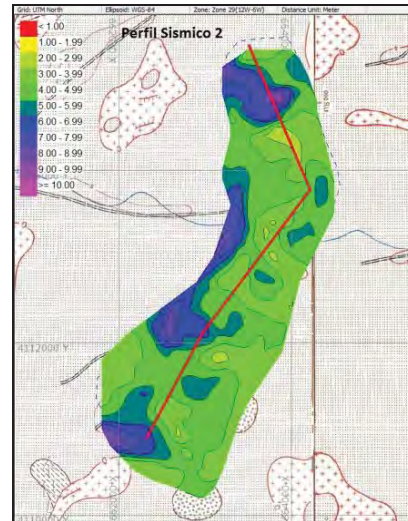 Grid: UTM North Ellipsoid: WGS-84 Zone: Zone 29(12W-6W) Distance Unit: Meter
Perfil Sismico 2
< 1.00
1.00 - 1.99
2.00 - 2.99
3.00 - 3.99
4.00 - 4.99
5.00 - 5.99
6.00 - 6.99
7.00 - 7.99
8.00 - 8.99
9.00 - 9.99
>= 10.00
4112000 Y